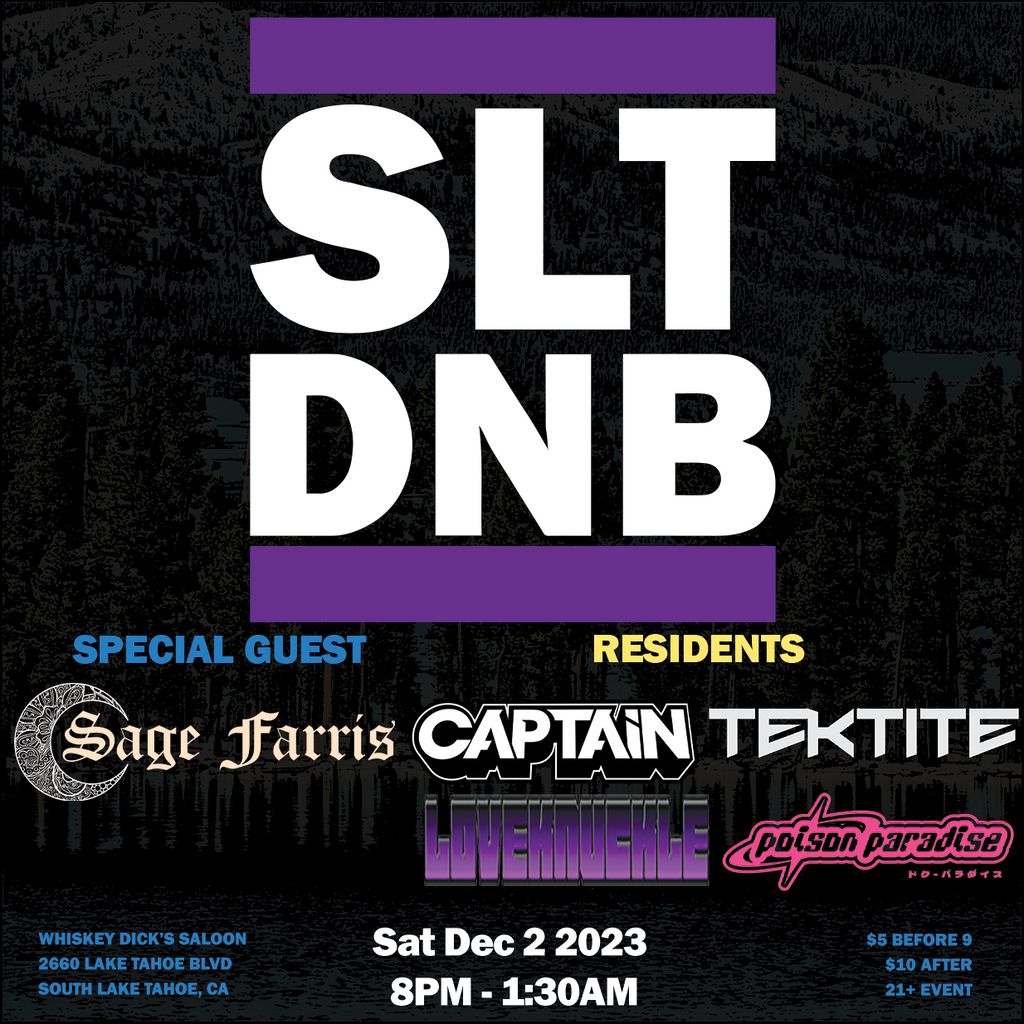 SLT
DNB
SPECIAL GUEST
RESIDENTS
Sage Farris
CAPTAiN
TEKTITE
LOVEKNUCKLE
poison paradise
ドク・パラダイス
WHISKEY DICK'S SALOON
2660 LAKE TAHOE BLVD
SOUTH LAKE TAHOE, CA
Sat Dec 2 2023
8PM - 1:30AM
$5 BEFORE 9
$10 AFTER
21+ EVENT